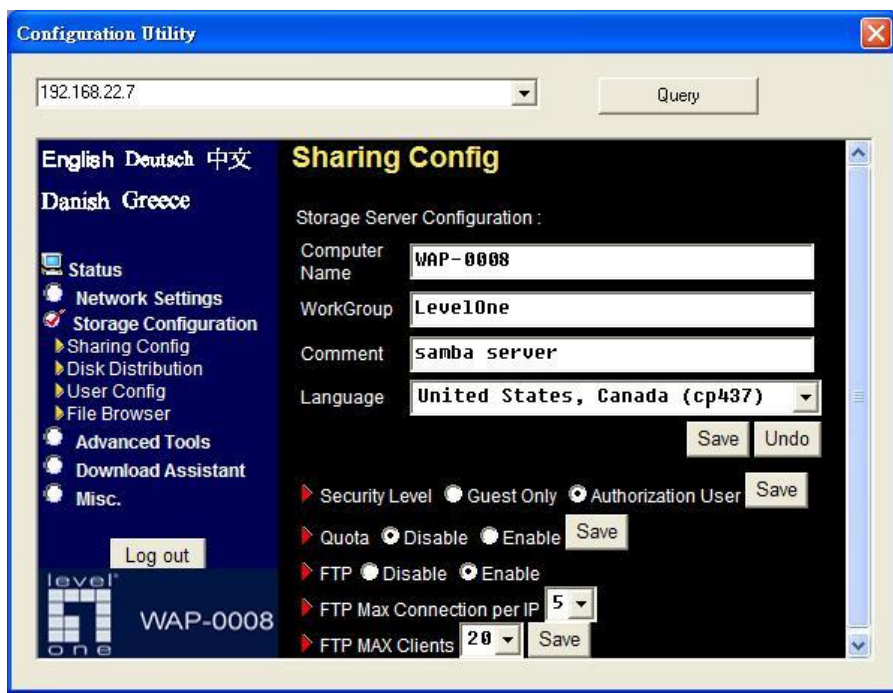 Configuration Utility
192.168.22.7
Query
English Deutsch 中文
Danish Greece
Status
Network Settings
Storage Configuration
Sharing Config
Disk Distribution
User Config
File Browser
Advanced Tools
Download Assistant
Misc.
Log out
level
one
WAP-0008
Sharing Config
Storage Server Configuration :
Computer Name WAP-0008
WorkGroup LevelOne
Comment samba server
Language United States, Canada (cp437)
Save Undo
Security Level Guest Only Authorization User Save
Quota Disable Enable Save
FTP Disable Enable
FTP Max Connection per IP 5
FTP MAX Clients 20 Save